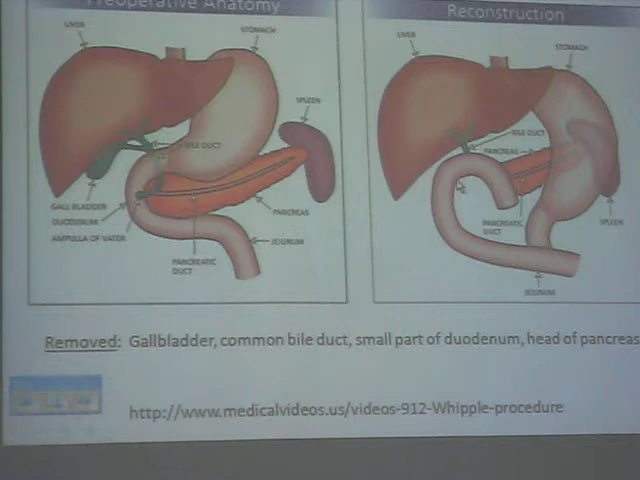 Preoperative Anatomy
LIVER
STOMACH
SPLEEN
BILE DUCT
GALL BLADDER
DUODENUM
AMPULLA OF VATER
PANCREAS
JEJUNUM
PANCREATIC
DUCT
Reconstruction
LIVER
STOMACH
BILE DUCT
PANCREAS
PANCREATIC
DUCT
SPLEEN
JEJUNUM
Removed: Gallbladder, common bile duct, small part of duodenum, head of pancreas
http://www.medicalvideos.us/videos-912-Whipple-procedure